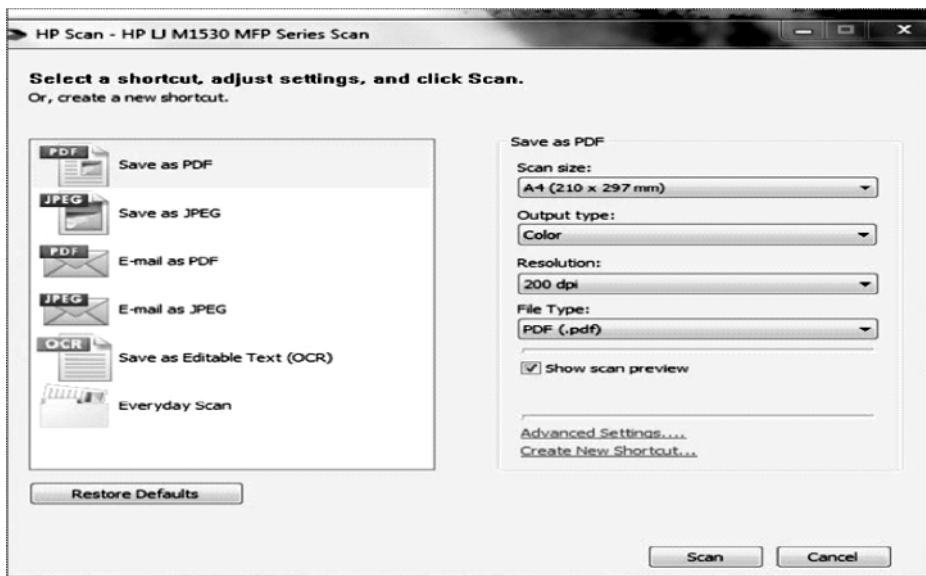 HP Scan - HP LJ M1530 MFP Series Scan
Select a shortcut, adjust settings, and click Scan.
Or, create a new shortcut.
PDF
Save as PDF
JPEG
Save as JPEG
PDF
E-mail as PDF
JPEG
E-mail as JPEG
OCR
Save as Editable Text (OCR)
Everyday Scan
Restore Defaults
Save as PDF
Scan size:
A4 (210 x 297 mm)
Output type:
Color
Resolution:
200 dpi
File Type:
PDF (.pdf)
Show scan preview
Advanced Settings....
Create New Shortcut...
Scan
Cancel